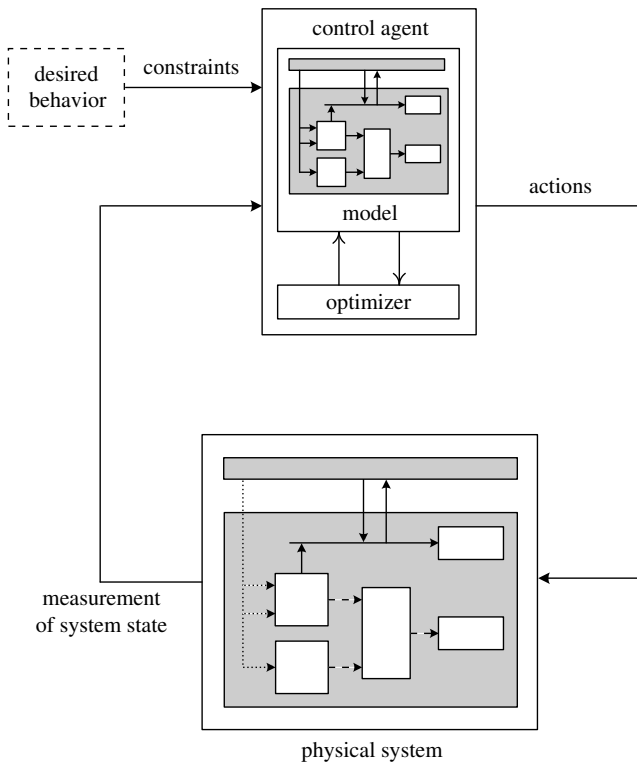 control agent
desired
behavior
constraints
model
actions
optimizer
measurement
of system state
physical system